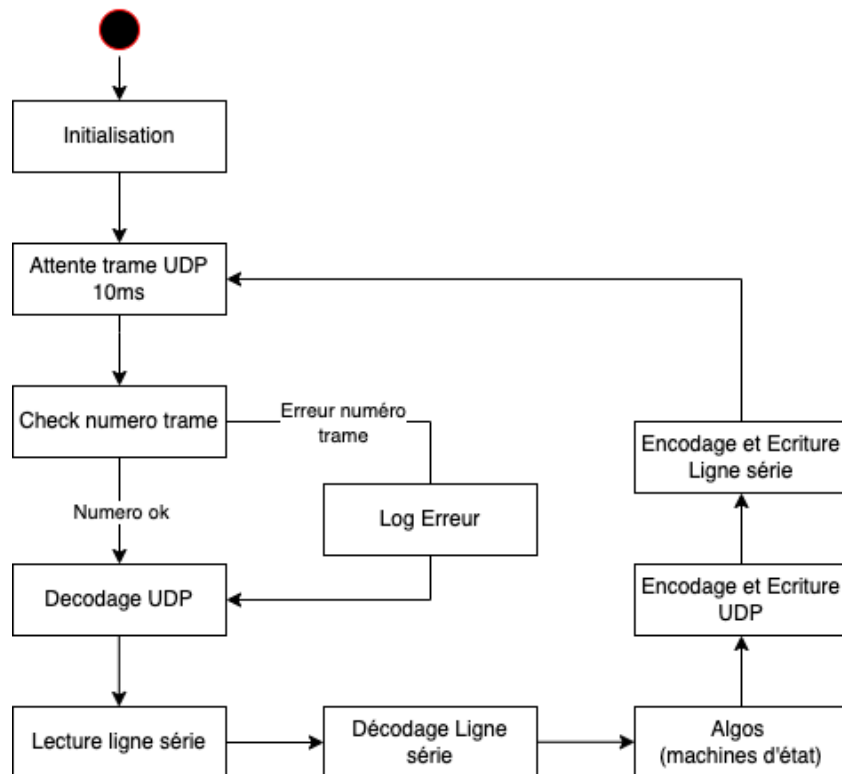 Initialisation
Attente trame UDP
10ms
Check numero trame
Erreur numéro
trame
Numero ok
Log Erreur
Decodage UDP
Lecture ligne série
Décodage Ligne
série
Algos
(machines d'état)
Encodage et Ecriture
UDP
Encodage et Ecriture
Ligne série